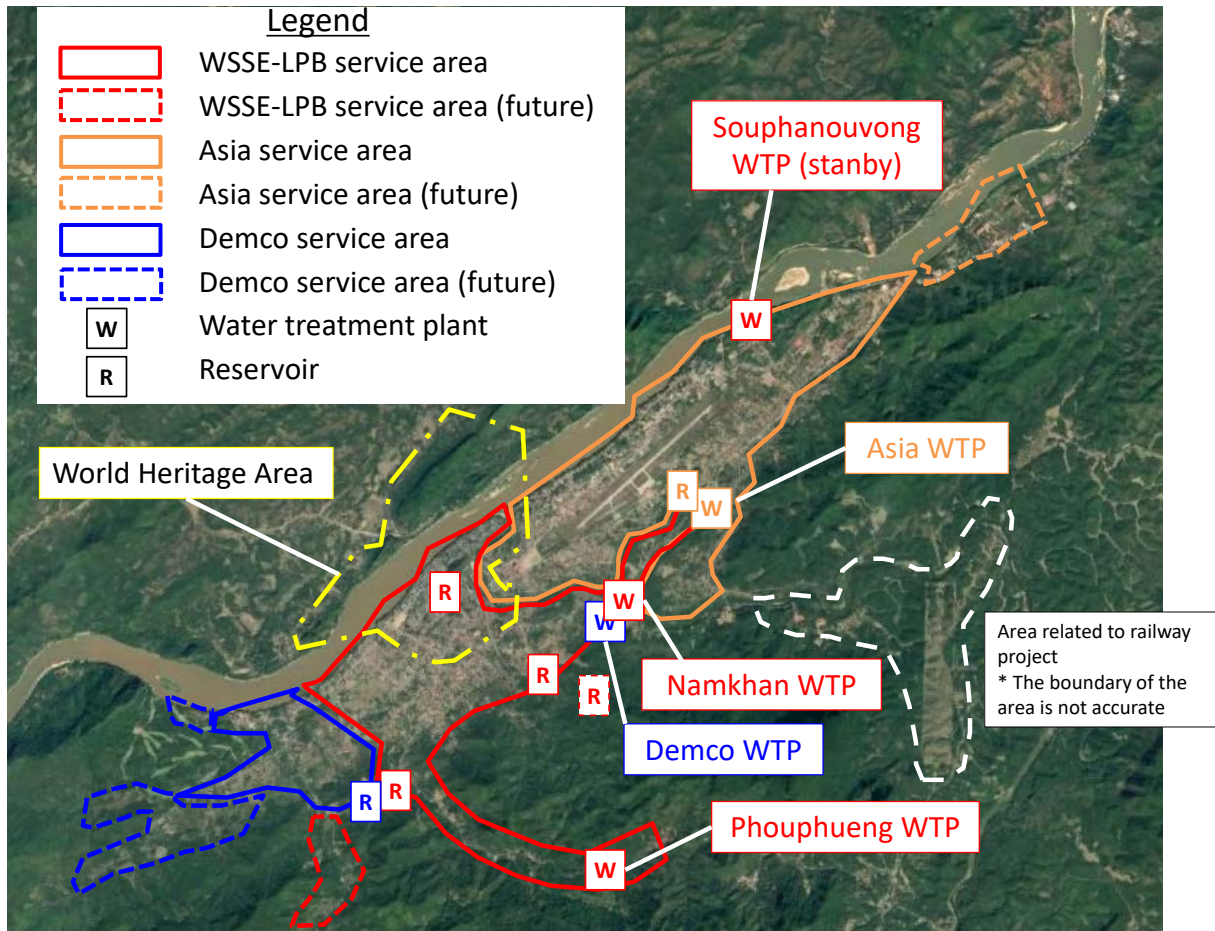 Legend
WSSE-LPB service area
WSSE-LPB service area (future)
Asia service area
Asia service area (future)
Demco service area
Demco service area (future)
W
Water treatment plant
R
Reservoir
Souphanouvong
WTP (stanby)
W
World Heritage Area
Asia WTP
R
W
R
W
W
Area related to railway
project
* The boundary of the
area is not accurate
R
R
Namkhan WTP
Demco WTP
R
R
Phouphueng WTP
W